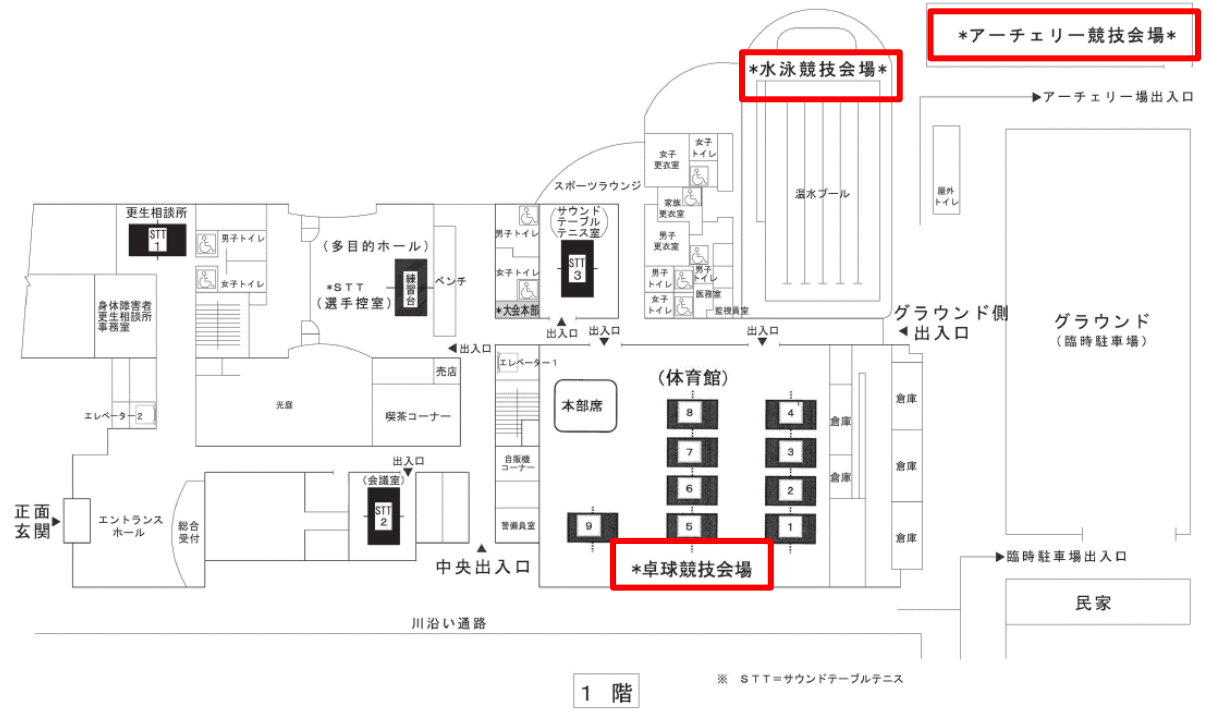 *アーチェリー競技会場*
*水泳競技会場*
▶アーチェリー場出入口
女子
トイレ
女子
更衣室
スポーツラウンジ
家族
更衣室
温水プール
屋外
トイレ
更生相談所
STT
1
男子トイレ
女子トイレ
(多目的ホール)
*STT
(選手控室)
練習台
ベンチ
男子トイレ
女子トイレ
*大会本部
(サウンド
テーブル
テニス室)
STT
3
男子
更衣室
男子
トイレ
男子
トイレ
女子
トイレ
医務室
監視員室
身体障害者
更生相談所
事務室
出入口
出入口
出入口
◀出入口
グラウンド側
◀出入口
グラウンド
(臨時駐車場)
エレベーター1
売店
喫茶コーナー
光庭
エレベーター2
(体育館)
本部席
8
4
7
3
6
2
9
5
1
倉庫
倉庫
倉庫
倉庫
倉庫
自販機
コーナー
警備員室
出入口
(会議室)
STT
2
正面
玄関
エントランス
ホール
総合
受付
中央出入口
*卓球競技会場
▶臨時駐車場出入口
民家
川沿い通路
1 階
※ STT=サウンドテーブルテニス